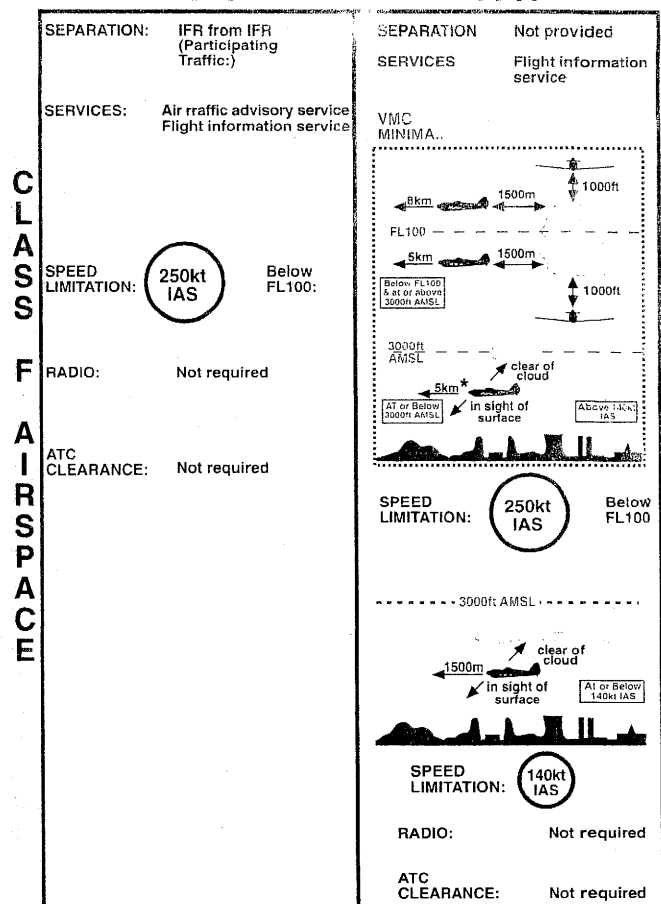 CLASS F AIRSPACE
SEPARATION: IFR from IFR
(Participating
Traffic:)
SERVICES: Air rraffic advisory service
Flight information service
SPEED
LIMITATION:
250kt
IAS
Below
FL100:
RADIO: Not required
ATC
CLEARANCE: Not required
SEPARATION Not provided
SERVICES Flight information
service
VMC
MINIMA..
1000ft
8km
1500m
FL100
5km
1500m
Below FL100
& at or above
3000ft AMSL
1000ft
3000ft
AMSL
clear of
cloud
5km *
in sight of
surface
AT or Below
3000ft AMSL
Above 140kt
IAS
SPEED
LIMITATION:
250kt
IAS
Below
FL100
3000ft AMSL
clear of
cloud
1500m
in sight of
surface
At or Below
140kt IAS
SPEED
LIMITATION:
140kt
IAS
RADIO: Not required
ATC
CLEARANCE: Not required